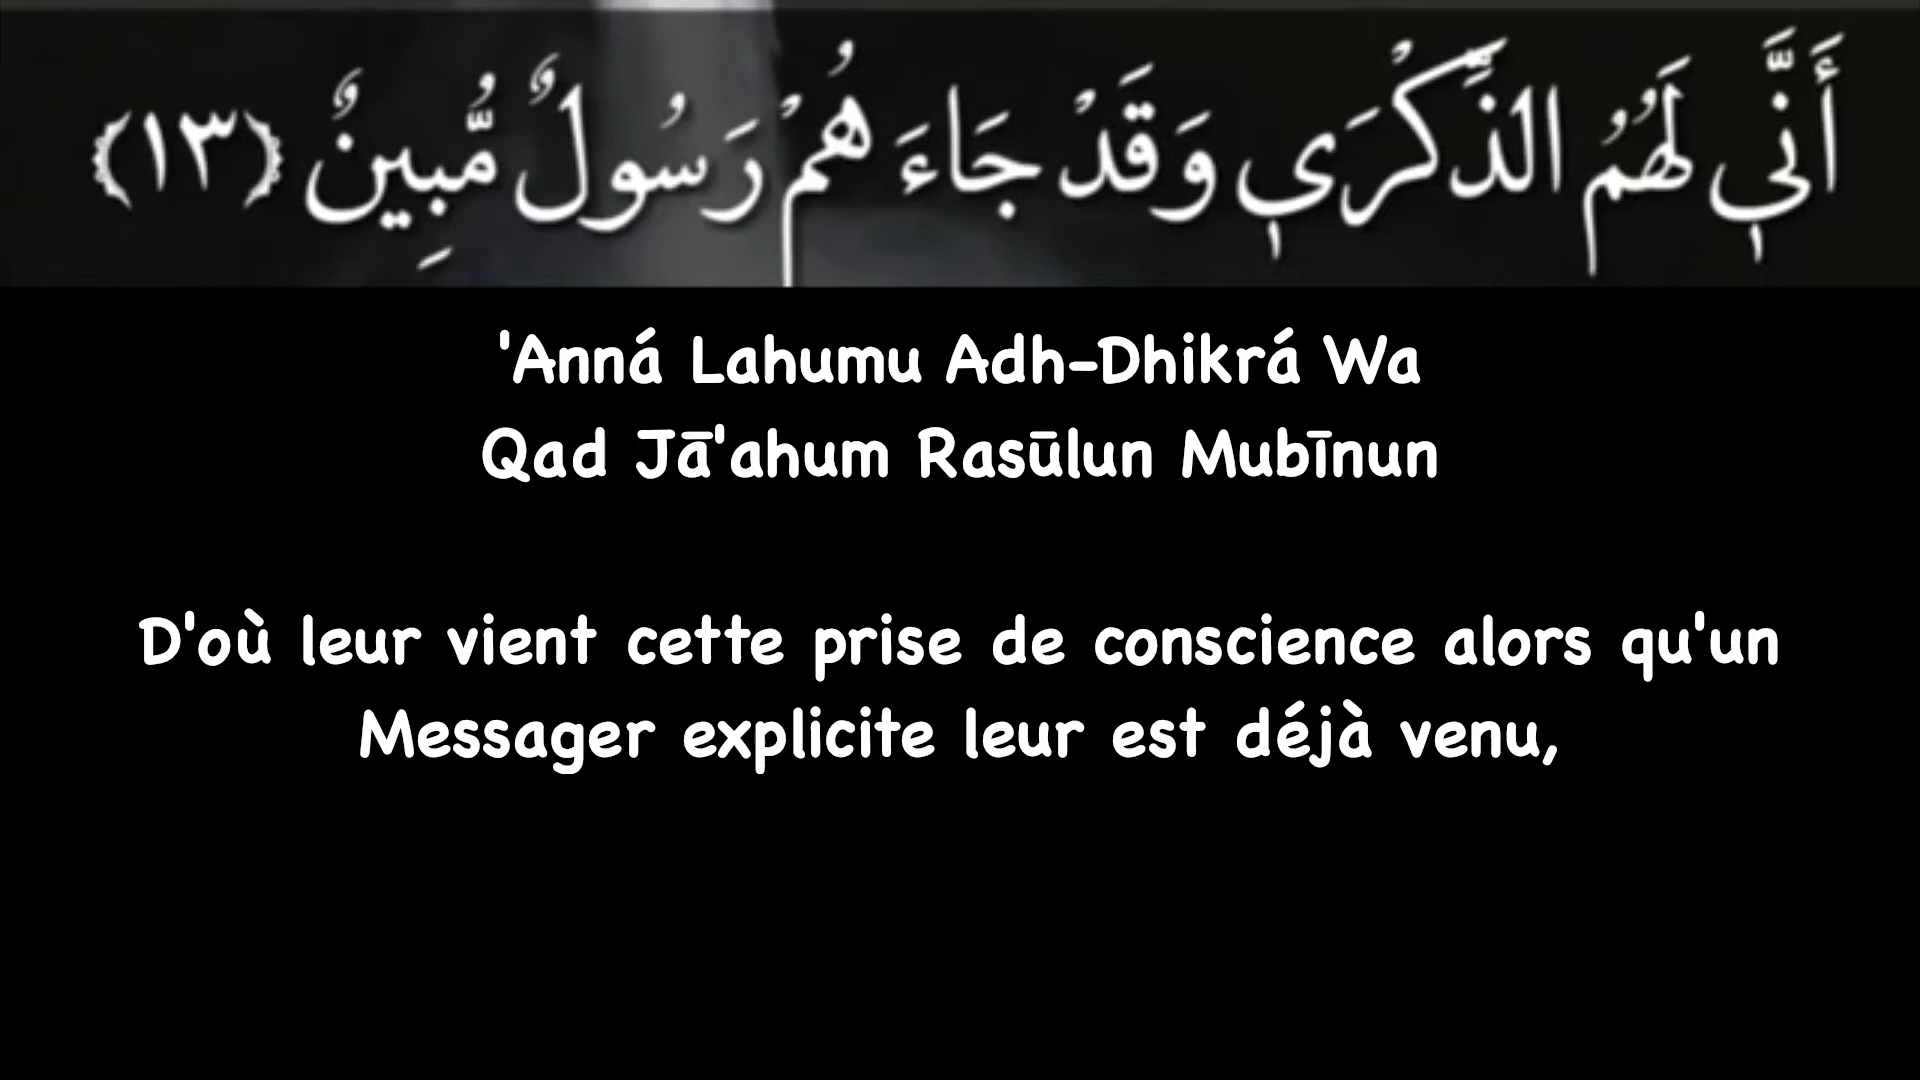 أَنَّىٰ لَهُمُ الذِّكْرَىٰ وَقَدْ جَاءَهُمْ رَسُولٌ مُّبِينٌ (١٣)
'Anná Lahumu Adh-Dhikrá Wa
Qad Jā'ahum Rasūlun Mubīnun
D'où leur vient cette prise de conscience alors qu'un
Messager explicite leur est déjà venu,